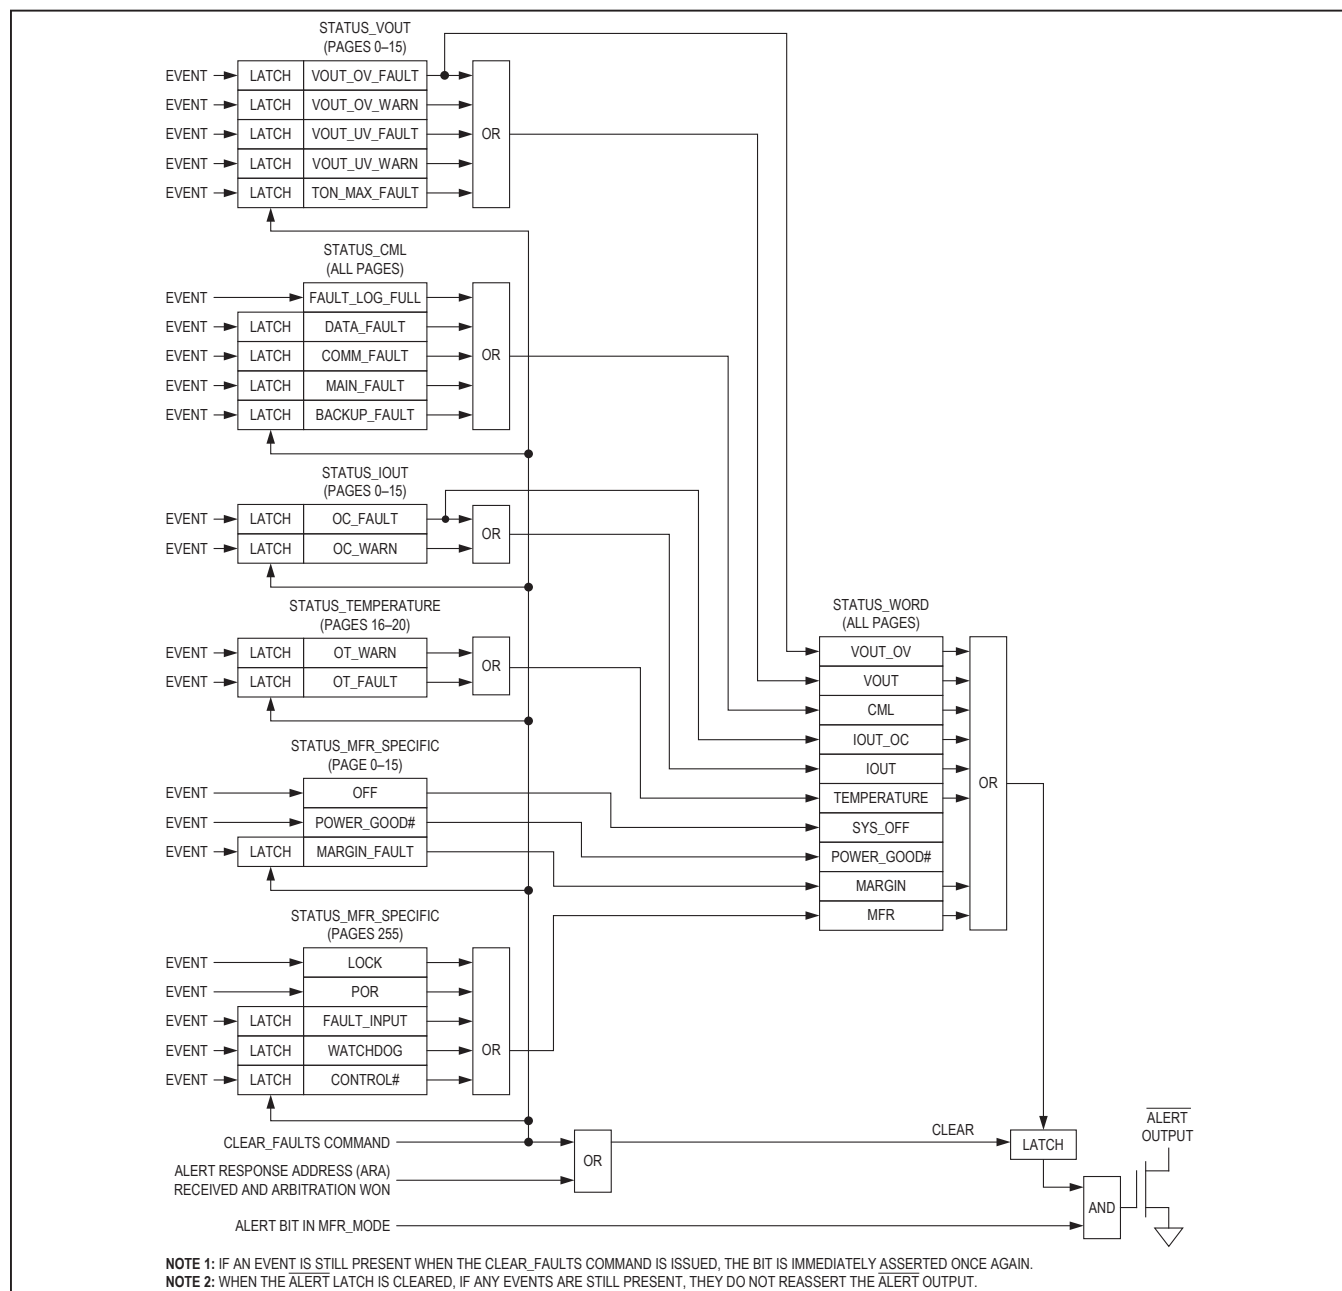 STATUS_VOUT
(PAGES 0–15)
EVENT LATCH VOUT_OV_FAULT
EVENT LATCH VOUT_OV_WARN
EVENT LATCH VOUT_UV_FAULT OR
EVENT LATCH VOUT_UV_WARN
EVENT LATCH TON_MAX_FAULT
STATUS_CML
(ALL PAGES)
EVENT FAULT_LOG_FULL
EVENT LATCH DATA_FAULT
EVENT LATCH COMM_FAULT OR
EVENT LATCH MAIN_FAULT
EVENT LATCH BACKUP_FAULT
STATUS_IOUT
(PAGES 0–15)
EVENT LATCH OC_FAULT
OR
EVENT LATCH OC_WARN
STATUS_TEMPERATURE
(PAGES 16–20)
EVENT LATCH OT_WARN
OR
EVENT LATCH OT_FAULT
STATUS_MFR_SPECIFIC
(PAGE 0–15)
EVENT OFF
EVENT POWER_GOOD#
EVENT LATCH MARGIN_FAULT
STATUS_MFR_SPECIFIC
(PAGES 255)
EVENT LOCK
EVENT POR
EVENT LATCH FAULT_INPUT
EVENT LATCH WATCHDOG OR
EVENT LATCH CONTROL#
STATUS_WORD
(ALL PAGES)
VOUT_OV
VOUT
CML
IOUT_OC
IOUT
OR
TEMPERATURE
SYS_OFF
POWER_GOOD#
MARGIN
MFR
CLEAR_FAULTS COMMAND
ALERT RESPONSE ADDRESS (ARA)
RECEIVED AND ARBITRATION WON
OR
CLEAR
LATCH
ALERT
OUTPUT
AND
ALERT BIT IN MFR_MODE
NOTE 1: IF AN EVENT IS STILL PRESENT WHEN THE CLEAR_FAULTS COMMAND IS ISSUED, THE BIT IS IMMEDIATELY ASSERTED ONCE AGAIN.
NOTE 2: WHEN THE ALERT LATCH IS CLEARED, IF ANY EVENTS ARE STILL PRESENT, THEY DO NOT REASSERT THE ALERT OUTPUT.